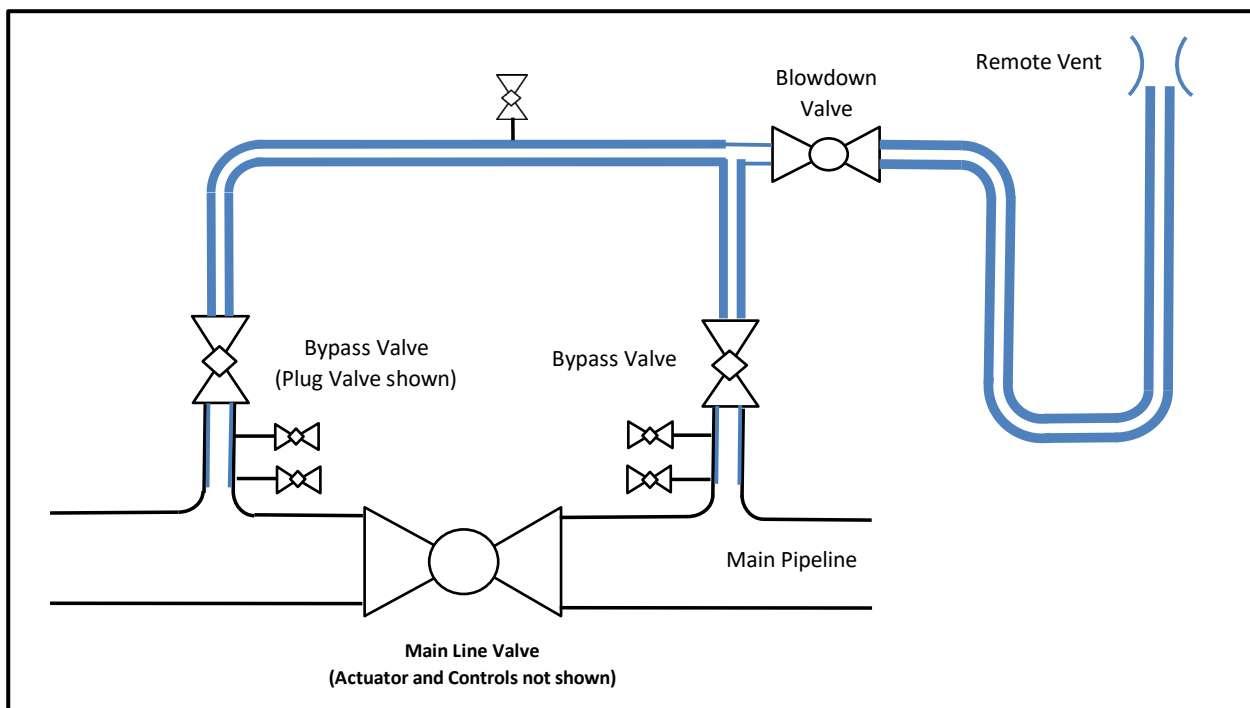 Remote Vent
Blowdown
Valve
Bypass Valve
(Plug Valve shown)
Bypass Valve
Main Pipeline
Main Line Valve
(Actuator and Controls not shown)